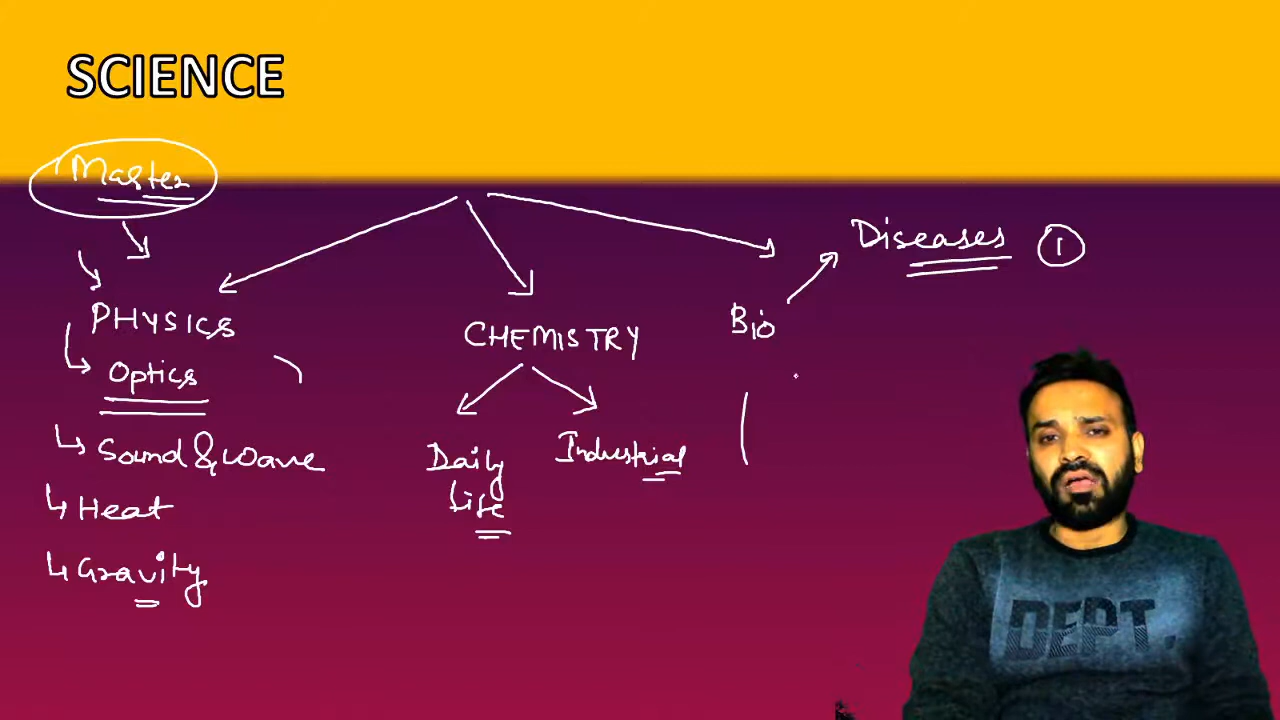 SCIENCE
Master
Diseases 1
PHYSICS
CHEMISTRY
Bio
Optics
Sound & wave
Daily
Life
Industrial
Heat
Gravity
DEPT.